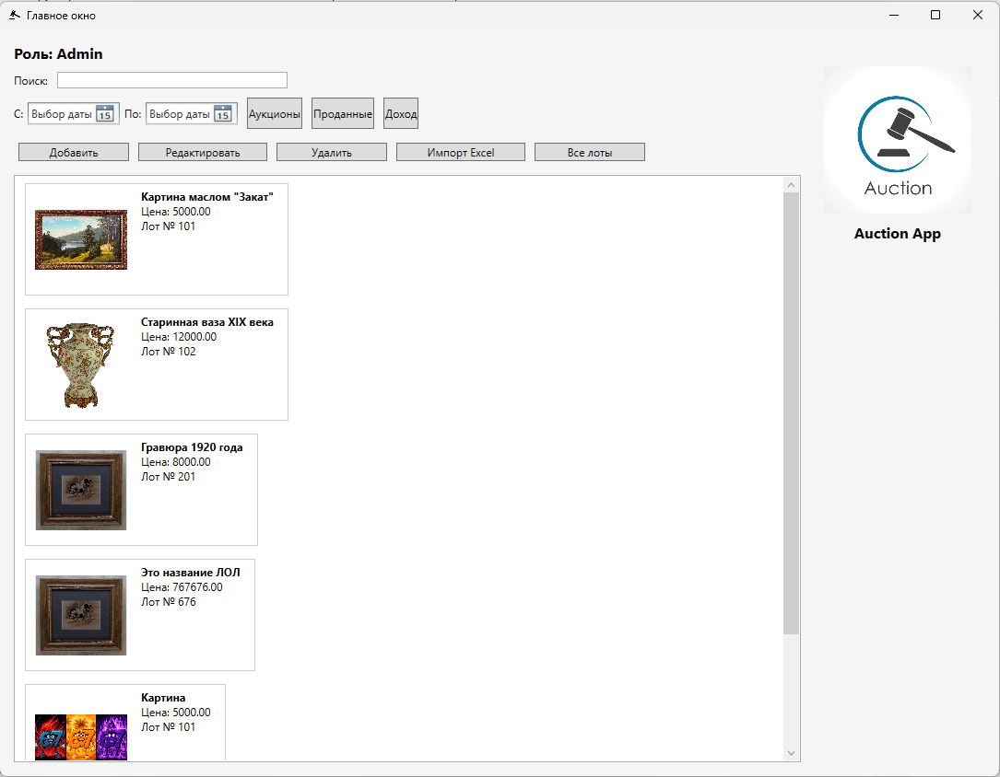 Главное окно
Роль: Admin
Поиск:
С: Выбор даты 15 По: Выбор даты 15 Аукционы Проданные Доход
Добавить Редактировать Удалить Импорт Excel Все лоты
Картина маслом "Закат"
Цена: 5000.00
Лот № 101
Старинная ваза XIX века
Цена: 12000.00
Лот № 102
Гравюра 1920 года
Цена: 8000.00
Лот № 201
Это название ЛОЛ
Цена: 767676.00
Лот № 676
Картина
Цена: 5000.00
Лот № 101
67 67 67
Auction
Auction App